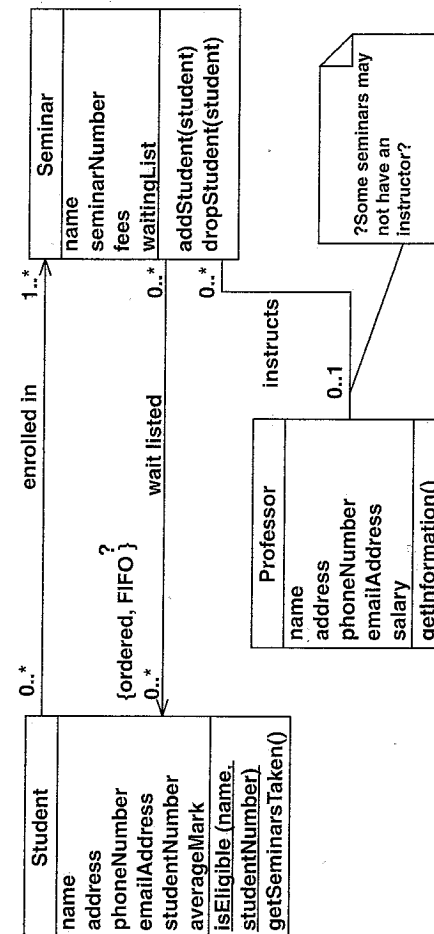 Student
name
address
phoneNumber
emailAddress
studentNumber
averageMark
isEligible (name,
studentNumber)
getSeminarsTaken()
0..*
enrolled in
1..*
{ordered, FIFO }
?
0..*
wait listed
0..*
Seminar
name
seminarNumber
fees
waitingList
addStudent(student)
dropStudent(student)
0..*
instructs
0..1
Professor
name
address
phoneNumber
emailAddress
salary
getInformation()
?Some seminars may
not have an
instructor?